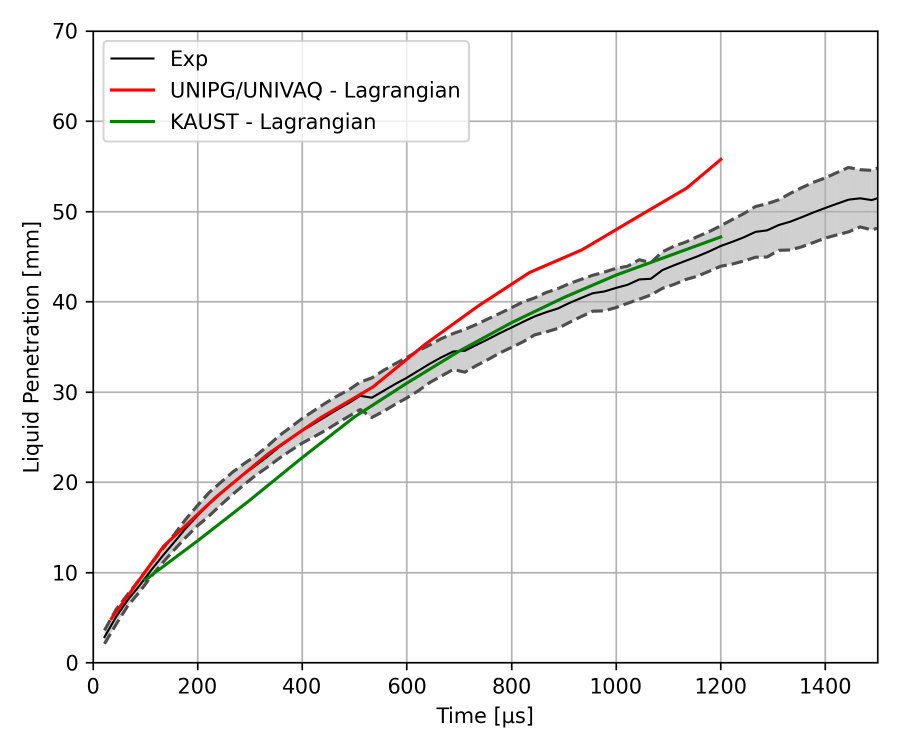 70
60
50
40
30
20
10
0
Liquid Penetration [mm]
Exp
UNIPG/UNIVAQ - Lagrangian
KAUST - Lagrangian
0 200 400 600 800 1000 1200 1400
Time [µs]